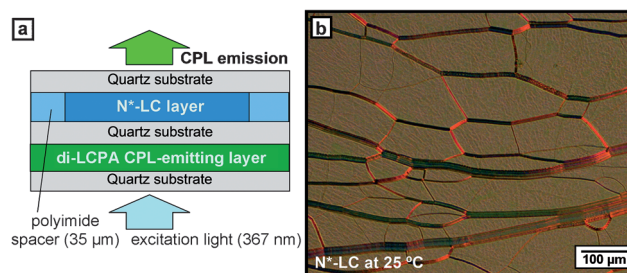 a
CPL emission
Quartz substrate
N*-LC layer
Quartz substrate
di-LCPA CPL-emitting layer
Quartz substrate
polyimide
spacer (35 µm)
excitation light (367 nm)
b
N*-LC at 25 ºC
100 µm